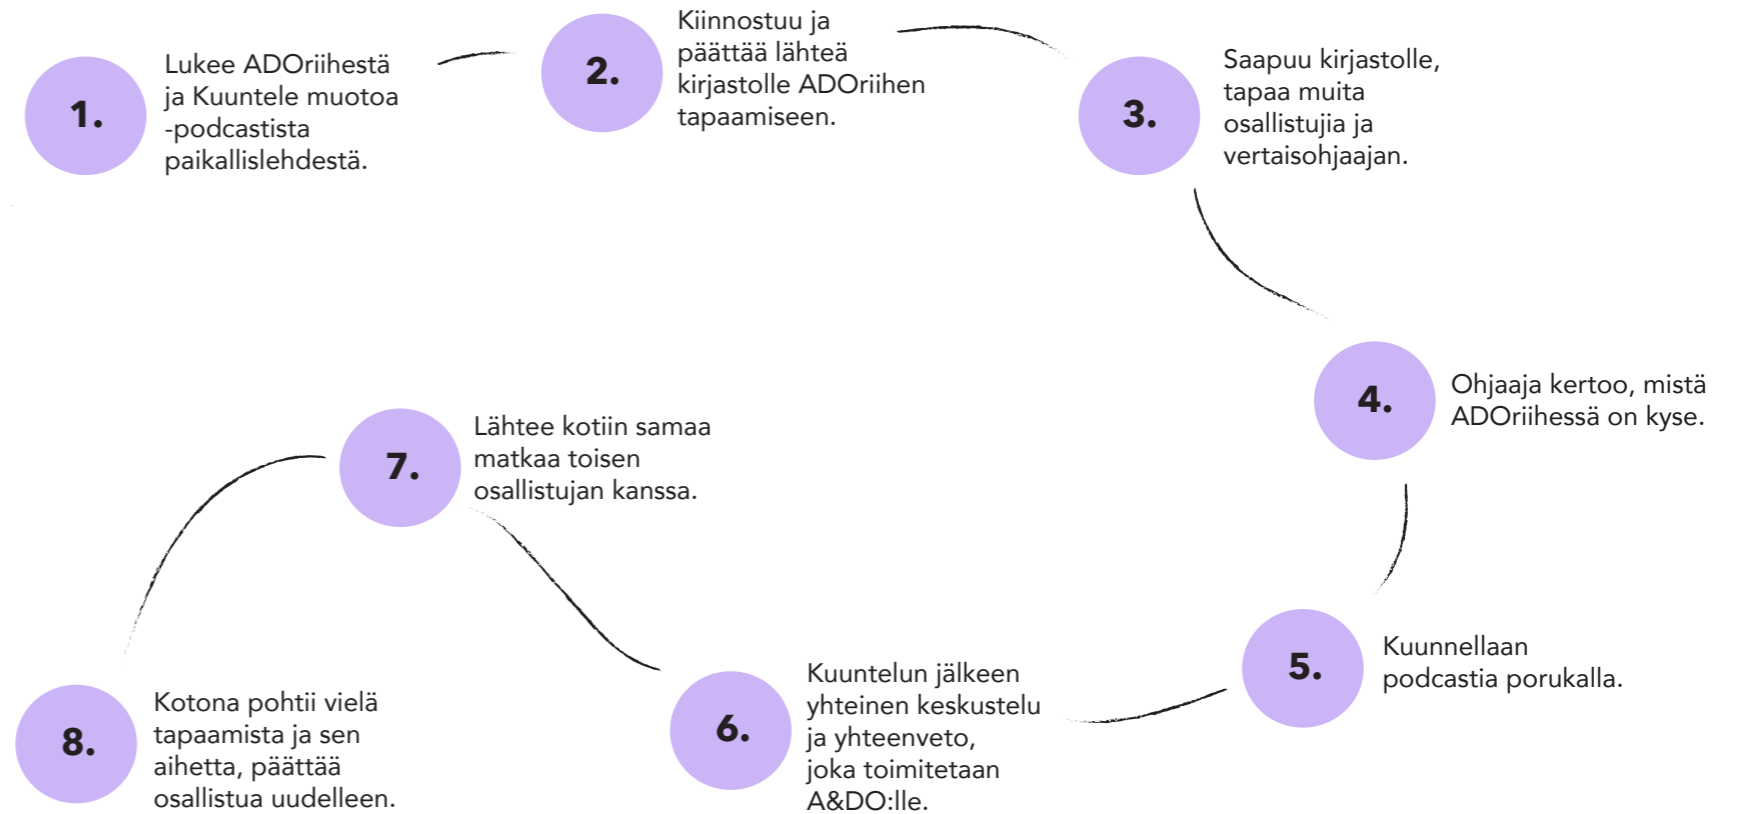 1.
Lukee ADOriihestä
ja Kuuntele muotoa
-podcastista
paikallislehdestä.
2.
Kiinnostuu ja
päättää lähteä
kirjastolle ADOriihen
tapaamiseen.
3.
Saapuu kirjastolle,
tapaa muita
osallistujia ja
vertaisohjaajan.
4.
Ohjaaja kertoo, mistä
ADOriihessä on kyse.
5.
Kuunnellaan
podcastia porukalla.
6.
Kuuntelun jälkeen
yhteinen keskustelu
ja yhteenveto,
joka toimitetaan
A&DO:lle.
7.
Lähtee kotiin samaa
matkaa toisen
osallistujan kanssa.
8.
Kotona pohtii vielä
tapaamista ja sen
aihetta, päättää
osallistua uudelleen.